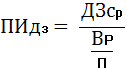 ПИдз = ДЗср
Вр
П